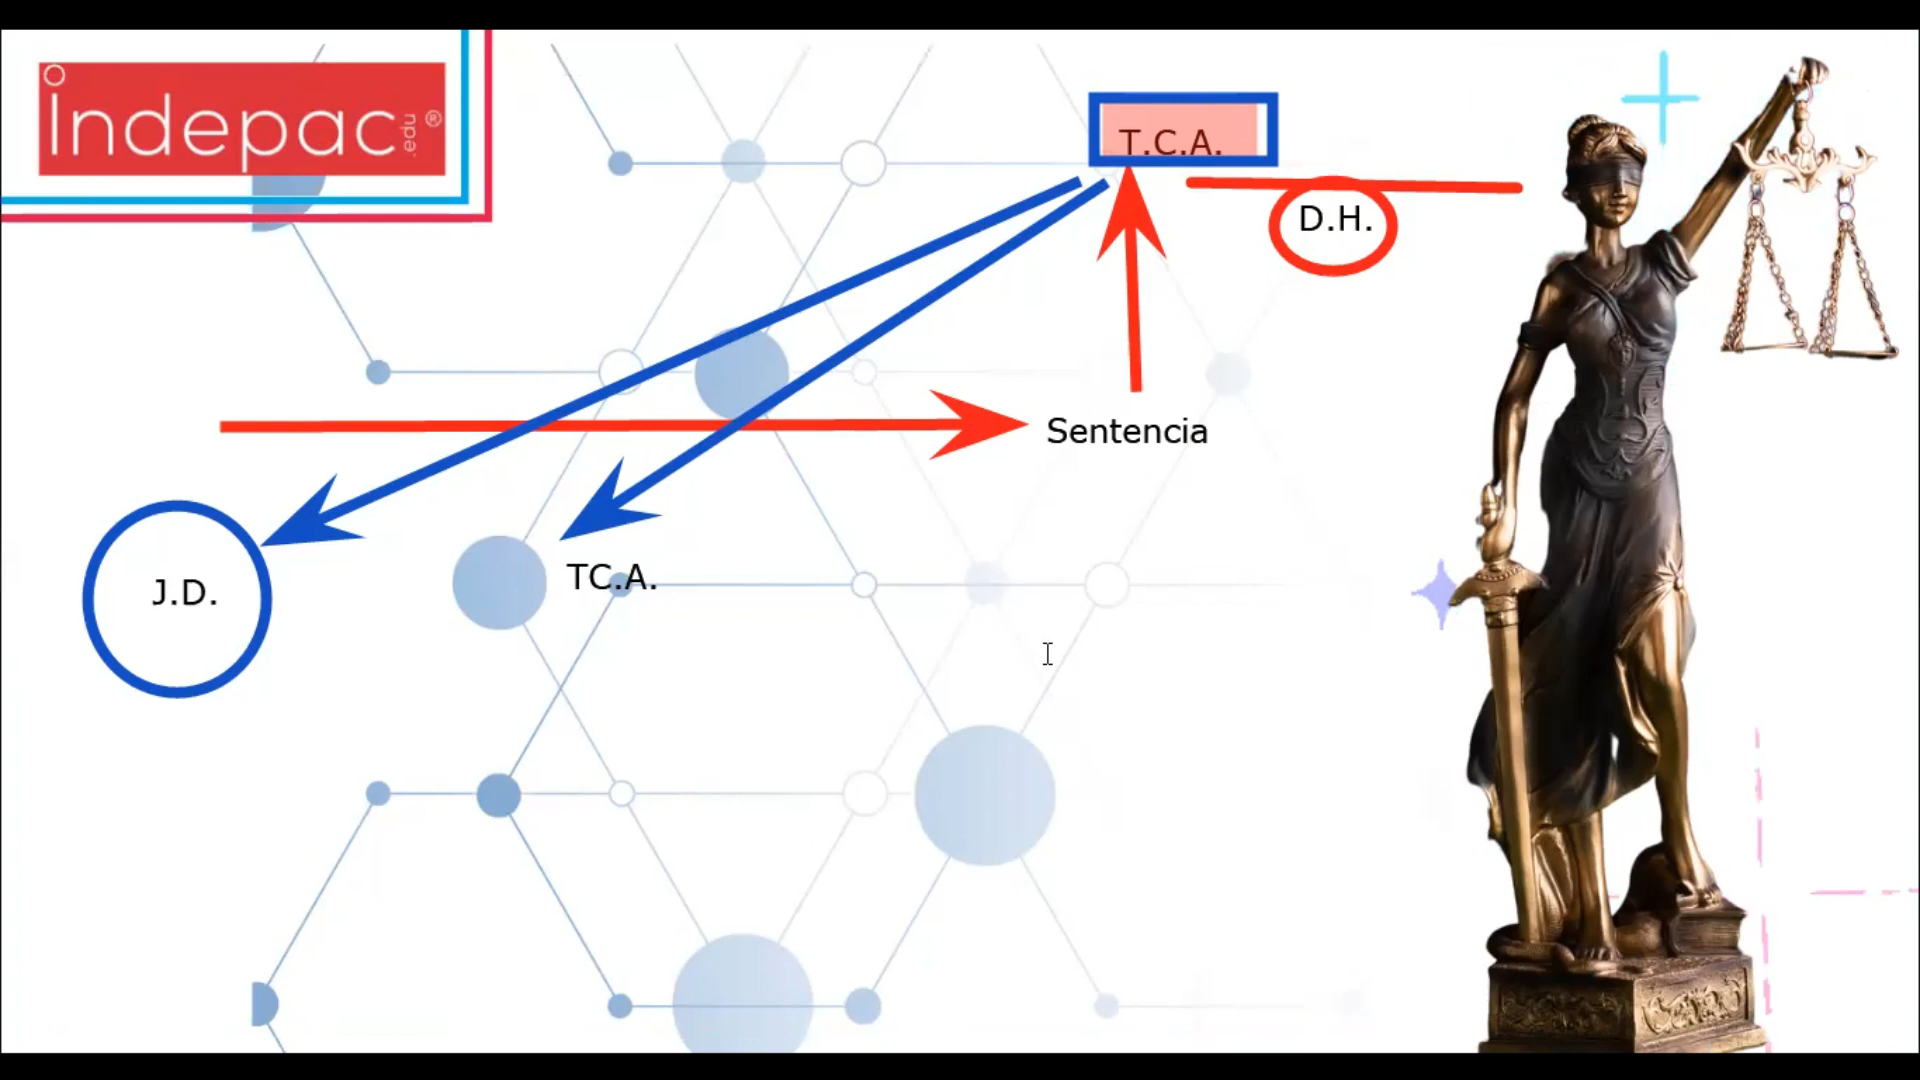 indepac.edu®
T.C.A.
D.H.
Sentencia
J.D.
TC.A.